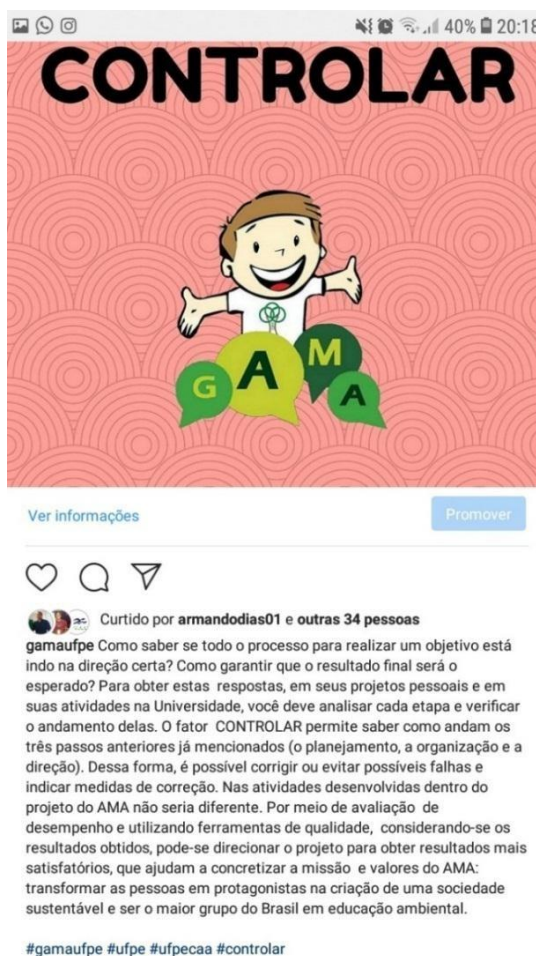 40% 20:18
CONTROLAR
G A M A
Ver informações
Promover
Curtido por armandodias01 e outras 34 pessoas
gamaufpe Como saber se todo o processo para realizar um objetivo está
indo na direção certa? Como garantir que o resultado final será o
esperado? Para obter estas respostas, em seus projetos pessoais e em
suas atividades na Universidade, você deve analisar cada etapa e verificar
o andamento delas. O fator CONTROLAR permite saber como andam os
três passos anteriores já mencionados (o planejamento, a organização e a
direção). Dessa forma, é possível corrigir ou evitar possíveis falhas e
indicar medidas de correção. Nas atividades desenvolvidas dentro do
projeto do AMA não seria diferente. Por meio de avaliação de
desempenho e utilizando ferramentas de qualidade, considerando-se os
resultados obtidos, pode-se direcionar o projeto para obter resultados mais
satisfatórios, que ajudam a concretizar a missão e valores do AMA:
transformar as pessoas em protagonistas na criação de uma sociedade
sustentável e ser o maior grupo do Brasil em educação ambiental.
#gamaufpe #ufpe #ufpecaa #controlar